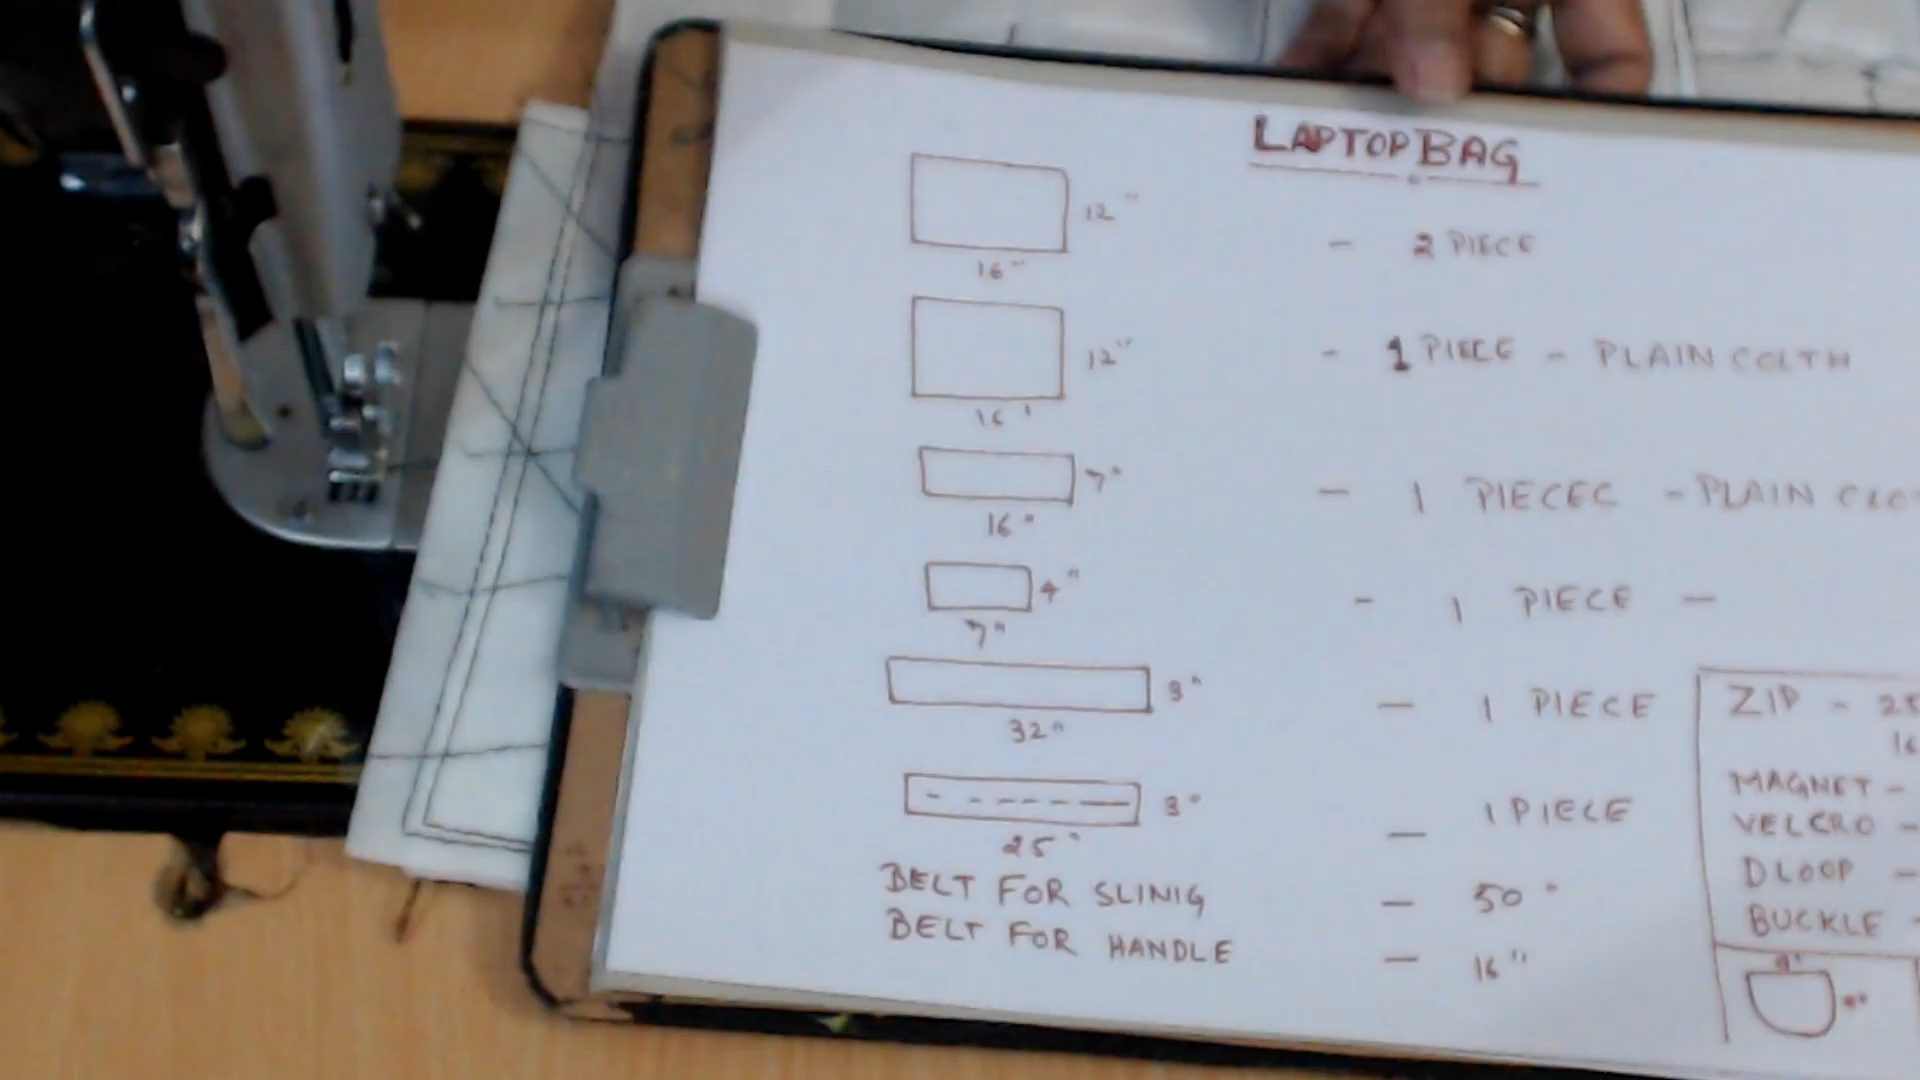 LAPTOP BAG
12" - 2 PIECE
16"
12" - 1 PIECE - PLAIN COLTH
16'
7" - 1 PIECEC - PLAIN
16"
4" - 1 PIECE -
7"
3" - 1 PIECE
32"
3" - 1 PIECE
25"
BELT FOR SLINIG - 50"
BELT FOR HANDLE - 16"
ZIP -
MAGNET -
VELCRO -
D LOOP -
BUCKLE -